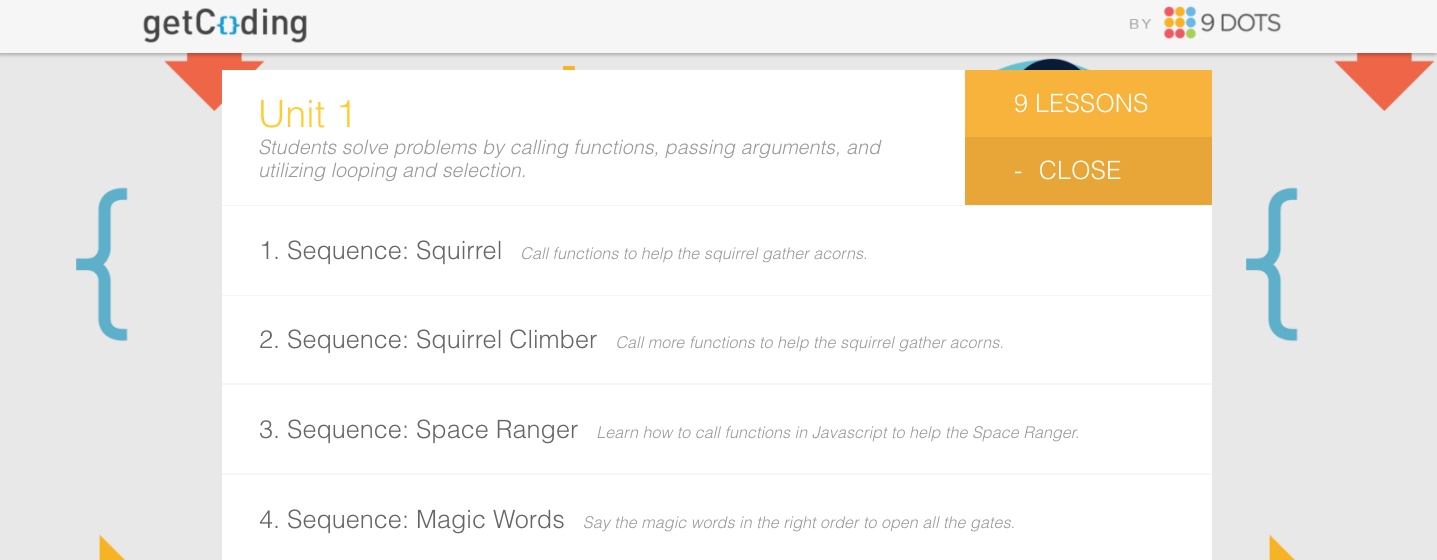 getC{}ding
BY 9 DOTS
Unit 1
Students solve problems by calling functions, passing arguments, and
utilizing looping and selection.
9 LESSONS
- CLOSE
1. Sequence: Squirrel Call functions to help the squirrel gather acorns.
2. Sequence: Squirrel Climber Call more functions to help the squirrel gather acorns.
3. Sequence: Space Ranger Learn how to call functions in Javascript to help the Space Ranger.
4. Sequence: Magic Words Say the magic words in the right order to open all the gates.